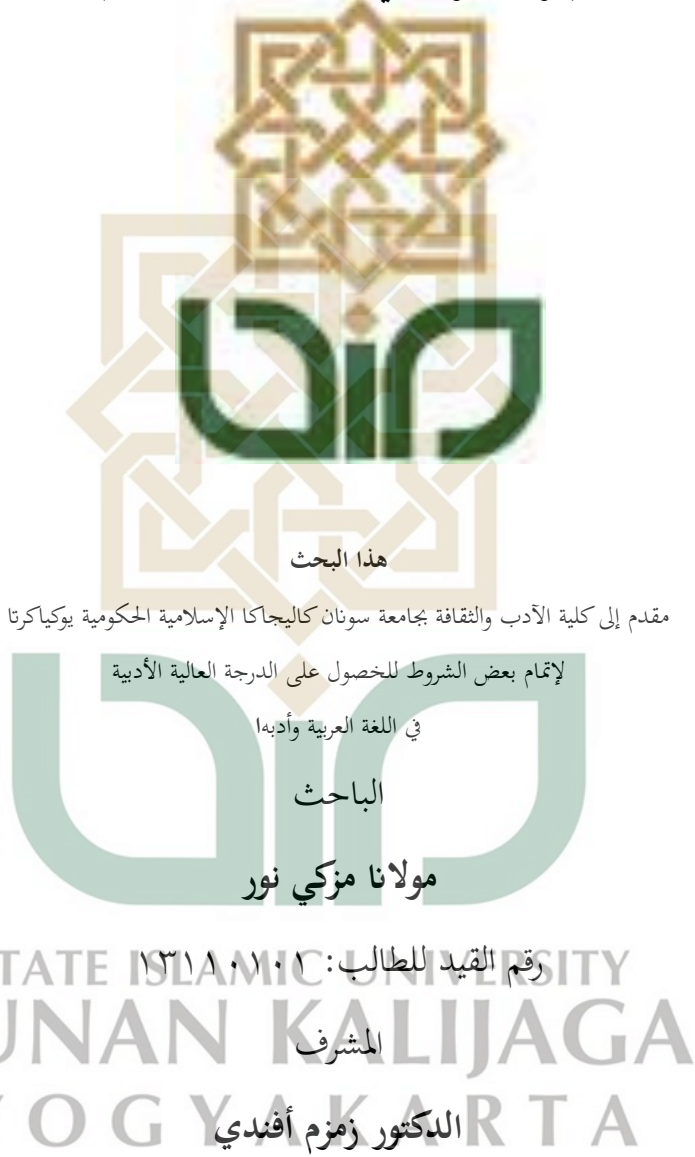 هذا البحث
مقدم إلى كلية الآدب والثقافة بجامعة سونان كاليجاكا الإسلامية الحكومية يوكياكرتا
لإتمام بعض الشروط للخصول على الدرجة العالية الأدبية
في اللغة العربية وأدبها
الباحث
مولانا مزكي نور
رقم القيد للطالب: ١٣١١٠١٠١
المشرف
الدكتور زمزم أفندي
STATE ISLAMIC UNIVERSITY
SUNAN KALIJAGA
YOGYAKARTA